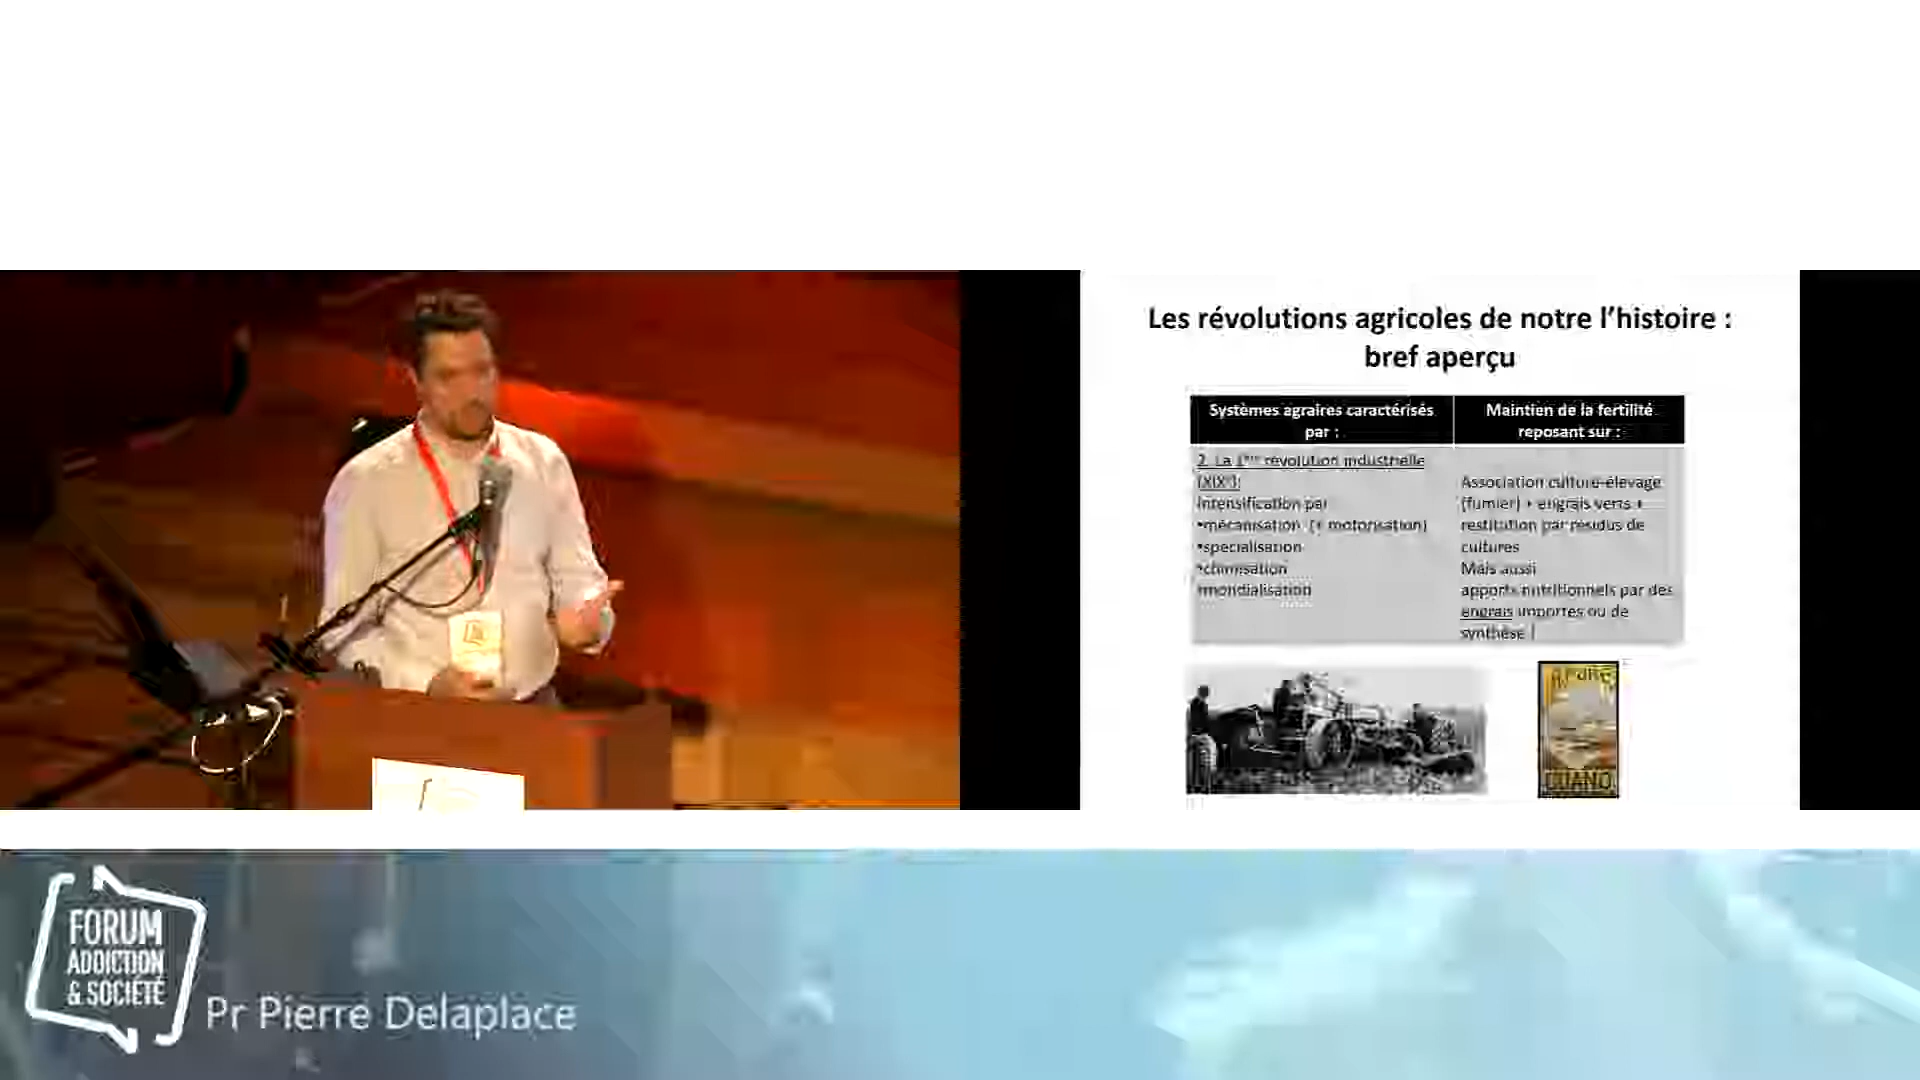 Les révolutions agricoles de notre l'histoire :
bref aperçu
Systèmes agraires caractérisés
par :
Maintien de la fertilité
reposant sur :
2. La 1ère révolution industrielle
(XIXe):
Intensification par
•mécanisation (+ motorisation)
•spécialisation
•chimisation
mondialisation
Association culture-élevage
(fumier) + engrais verts +
restitution par résidus de
cultures
Mais aussi
apports nutritionnels par des
engrais importés ou de
synthèse !
GUANO
FORUM
ADDICTION
& SOCIÉTÉ
Pr Pierre Delaplace